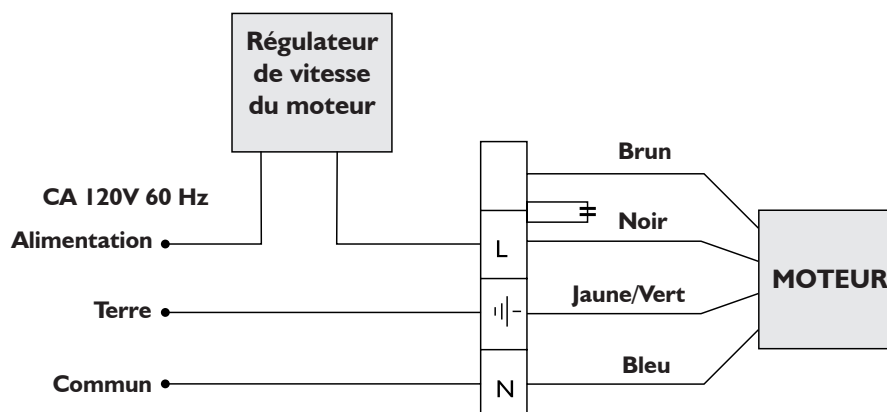 Régulateur
de vitesse
du moteur
Brun
CA 120V 60 Hz
Noir
Alimentation
L
MOTEUR
Jaune/Vert
Terre
Bleu
Commun
N